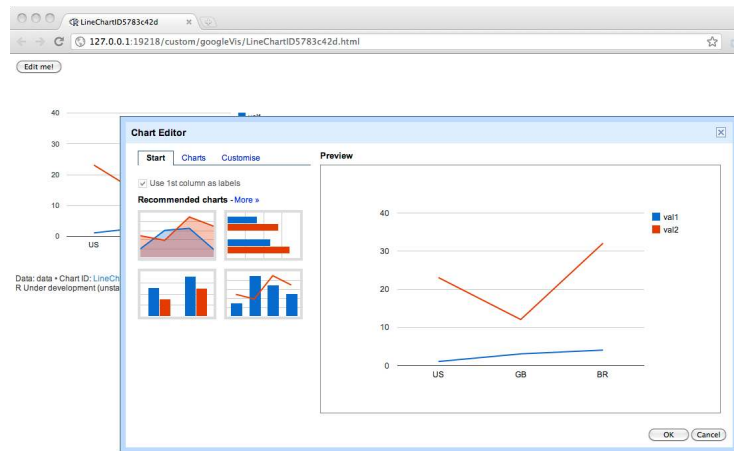 LineChartID5783c42d
127.0.0.1:19218/custom/googleVis/LineChartID5783c42d.html
Edit me!
40
30
20
10
0
US
Data: data • Chart ID: LineCh
R Under development (unsta
Chart Editor
Start Charts Customise
Use 1st column as labels
Recommended charts - More »
Preview
40
30
20
10
0
US GB BR
val1
val2
OK Cancel